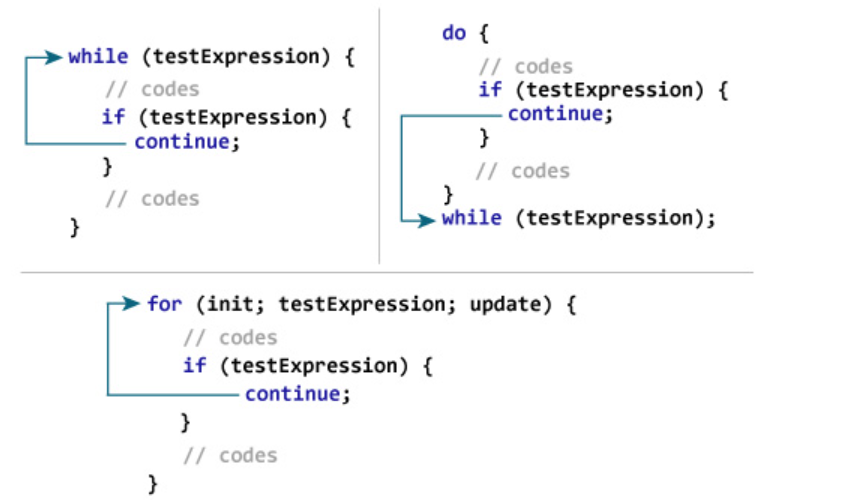 while (testExpression) {
// codes
if (testExpression) {
continue;
}
// codes
}
do {
// codes
if (testExpression) {
continue;
}
// codes
}
while (testExpression);
for (init; testExpression; update) {
// codes
if (testExpression) {
continue;
}
// codes
}